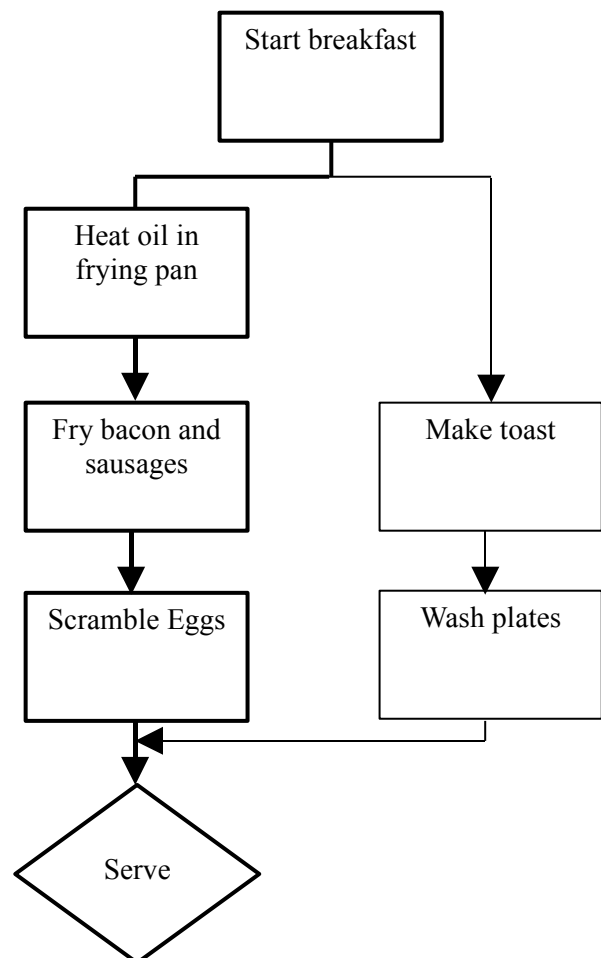 Start breakfast
Heat oil in
frying pan
Fry bacon and
sausages
Make toast
Scramble Eggs
Wash plates
Serve